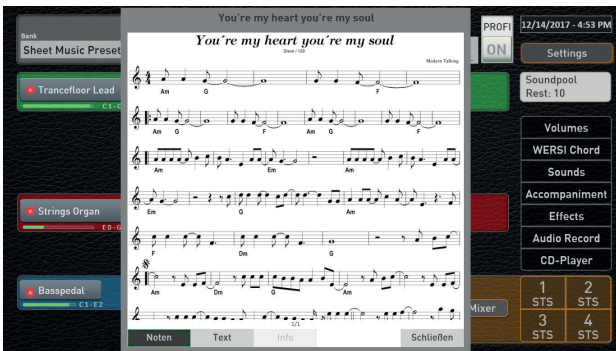 You're my heart you're my soul
Bank
Sheet Music Preset
PROFI
ON
12/14/2017 - 4:53 PM
Settings
Soundpool
Rest: 10
You´re my heart you´re my soul
Disco / 123
Modern Talking
Am G F
Am G F Am G F
Am Em Am
Em G Am
F Dm G
Am Dm G Am
Trancefloor Lead
Strings Organ
E0-G
Basspedal
C1-E2
Volumes
WERSI Chord
Sounds
Accompaniment
Effects
Audio Record
CD-Player
Mixer
1 STS
2 STS
3 STS
4 STS
1/1
Noten Text Info Schließen